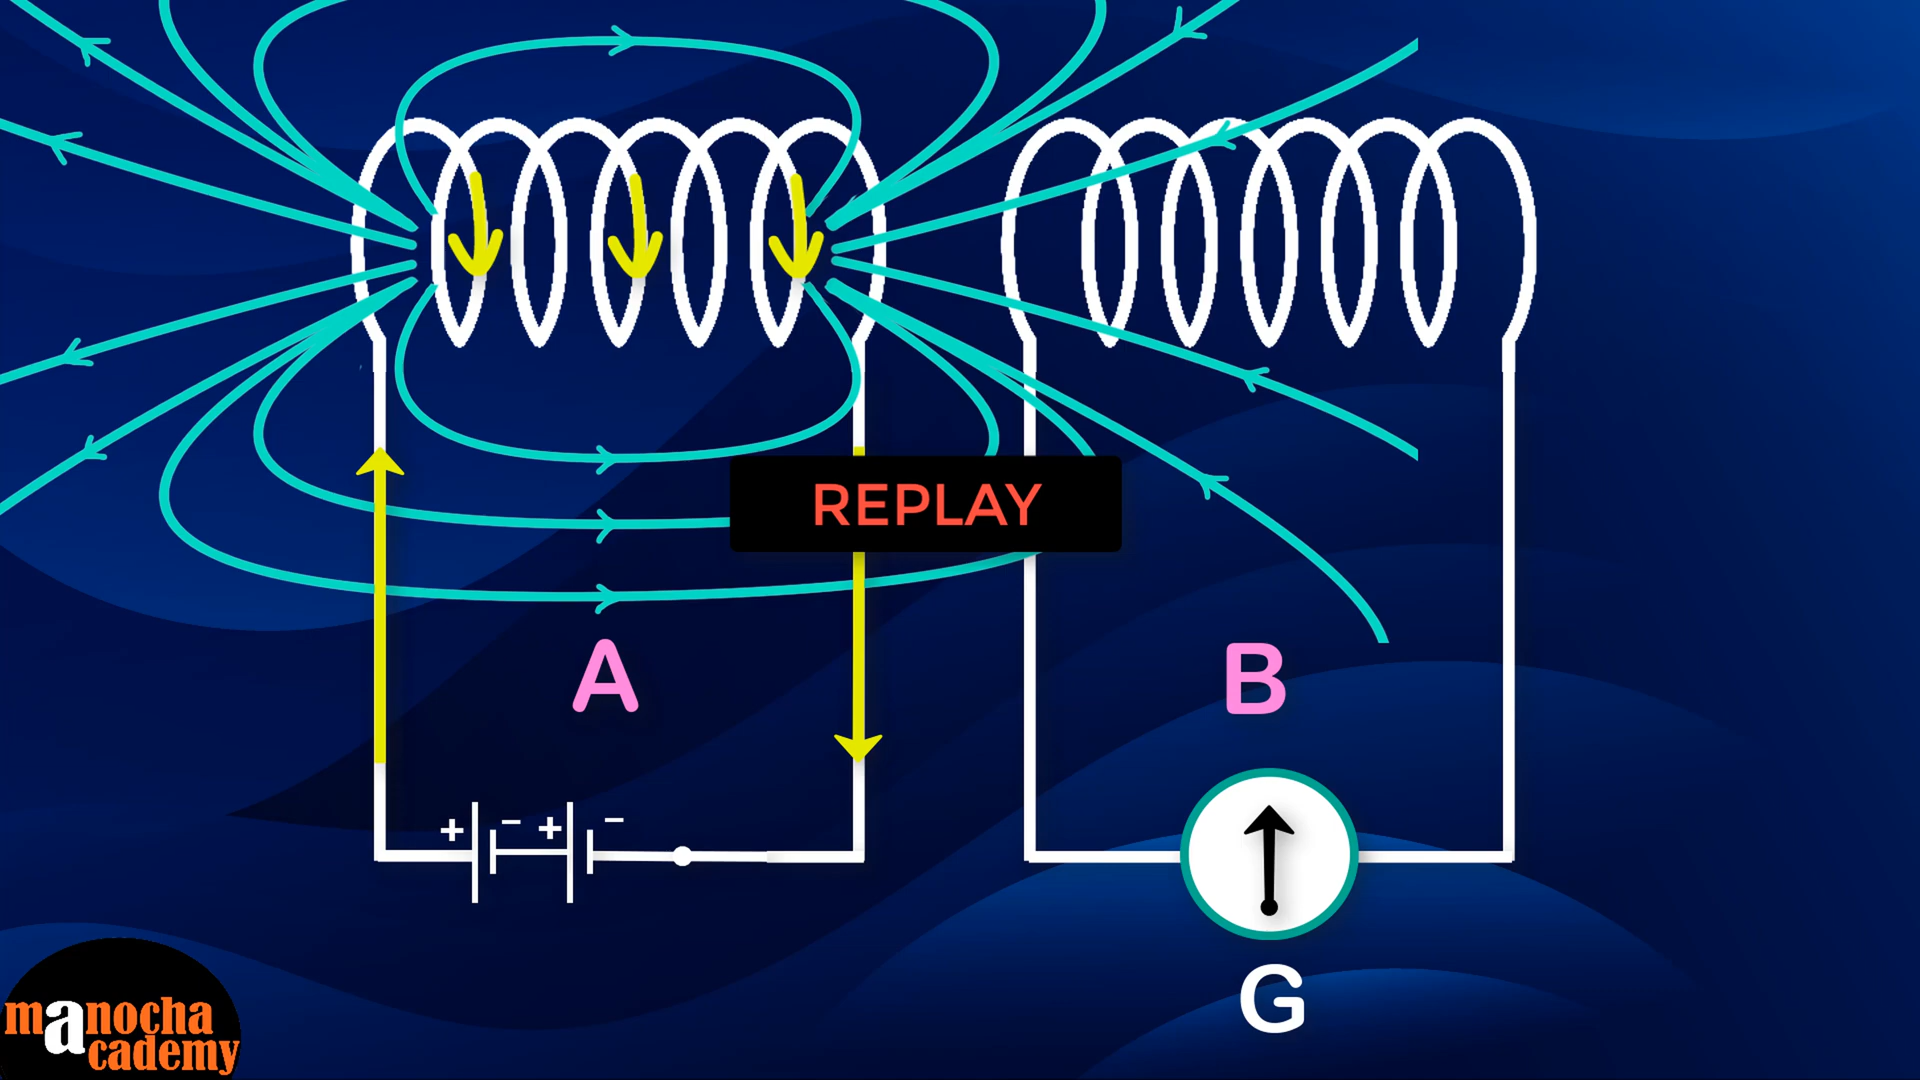 + − + −
REPLAY
A
B
G
manocha
academy